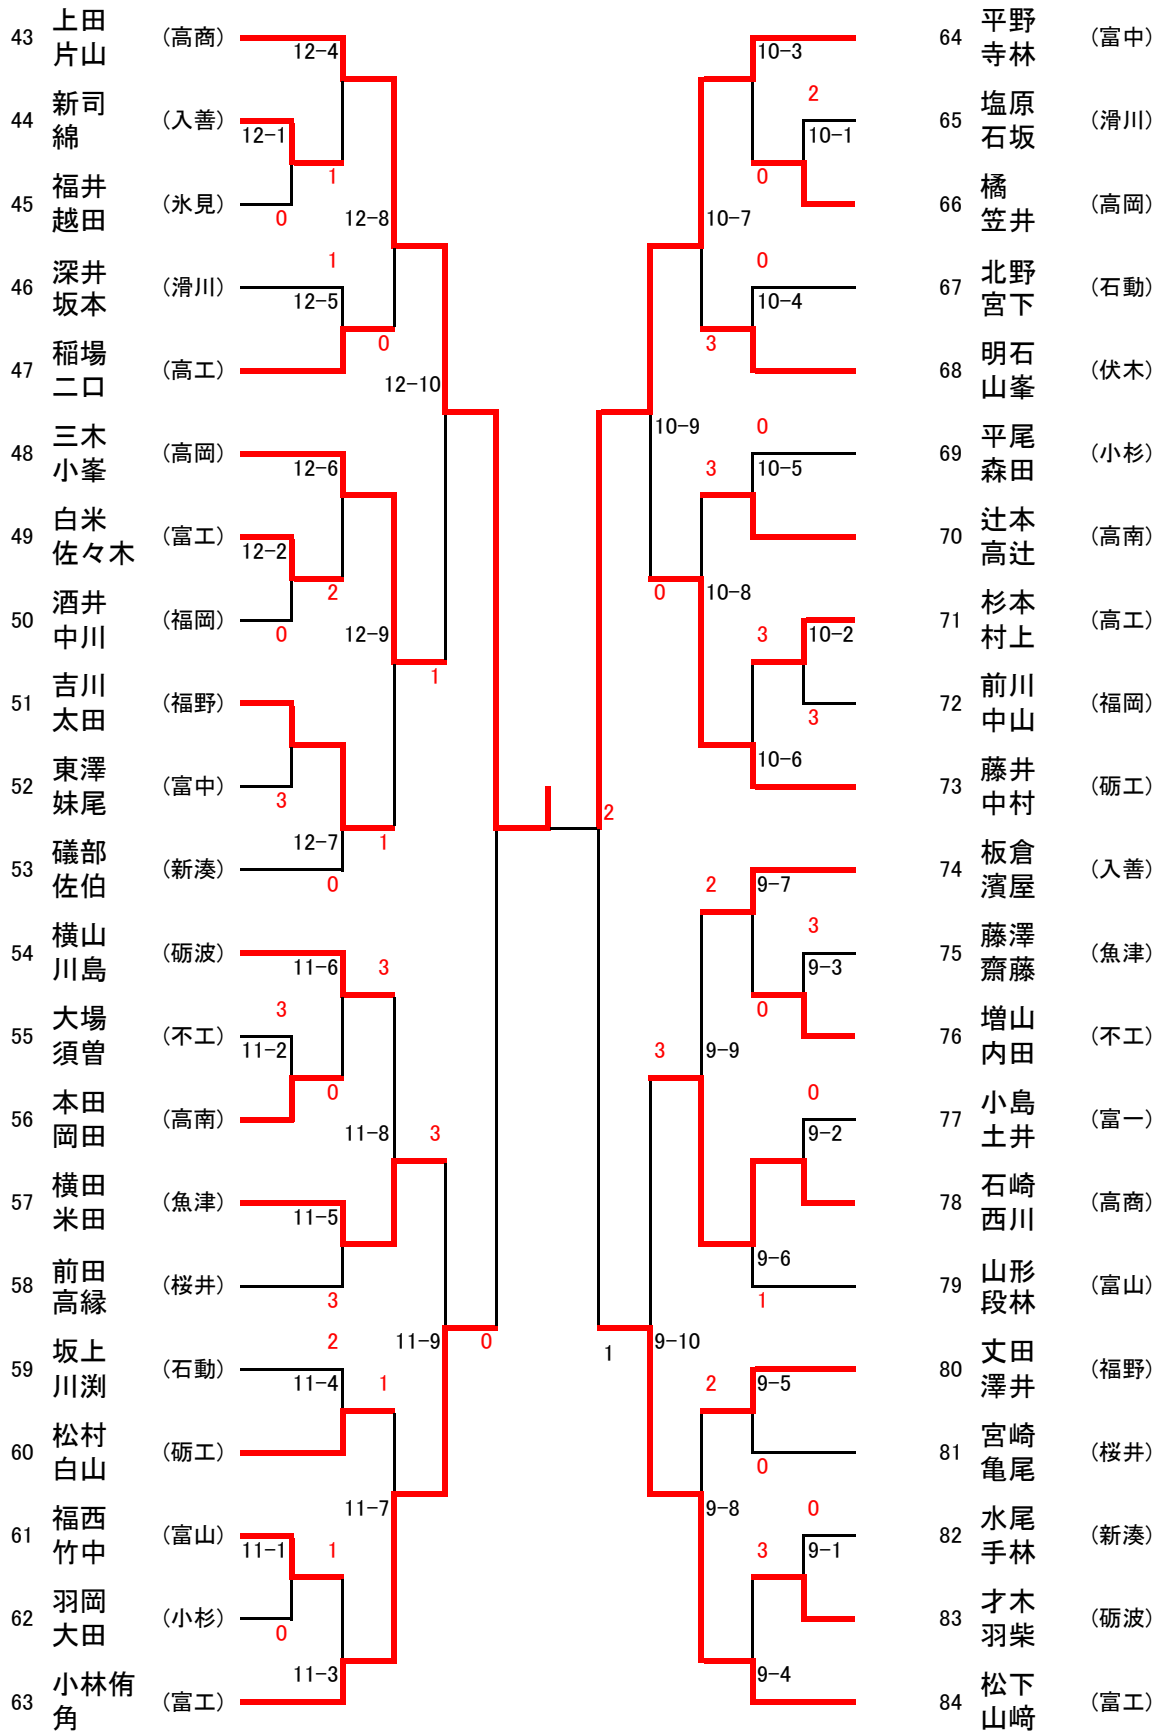 43 上田 片山 (高商)
12-4
44 新司 綿 (入善)
12-1
1
45 福井 越田 (氷見)
0
12-8
46 深井 坂本 (滑川)
1
12-5
0
47 稲場 二口 (高工)
12-10
48 三木 小峯 (高岡)
12-6
49 白米 佐々木 (富工)
12-2
2
50 酒井 中川 (福岡)
0
12-9
1
51 吉川 太田 (福野)
52 東澤 妹尾 (富中)
3
12-7
1
53 礒部 佐伯 (新湊)
0
54 横山 川島 (砺波)
11-6
3
55 大場 須曽 (不工)
3
11-2
0
56 本田 岡田 (高南)
11-8
3
57 横田 米田 (魚津)
11-5
58 前田 高縁 (桜井)
3
11-9
0
59 坂上 川渕 (石動)
2
11-4
1
60 松村 白山 (砺工)
11-7
61 福西 竹中 (富山)
11-1
1
62 羽岡 大田 (小杉)
0
11-3
63 小林侑 角 (富工)
64 平野 寺林 (富中)
10-3
65 塩原 石坂 (滑川)
2
10-1
0
66 橘 笠井 (高岡)
10-7
67 北野 宮下 (石動)
0
10-4
3
68 明石 山峯 (伏木)
10-9
69 平尾 森田 (小杉)
0
10-5
3
70 辻本 高辻 (高南)
10-8
0
71 杉本 村上 (高工)
3
10-2
72 前川 中山 (福岡)
3
10-6
73 藤井 中村 (砺工)
2
74 板倉 濱屋 (入善)
2
9-7
75 藤澤 齋藤 (魚津)
3
9-3
0
76 増山 内田 (不工)
3
9-9
77 小島 土井 (富一)
0
9-2
78 石崎 西川 (高商)
9-6
79 山形 段林 (富山)
1
1
9-10
80 丈田 澤井 (福野)
2
9-5
81 宮崎 亀尾 (桜井)
0
9-8
82 水尾 手林 (新湊)
0
3
9-1
83 才木 羽柴 (砺波)
9-4
84 松下 山﨑 (富工)